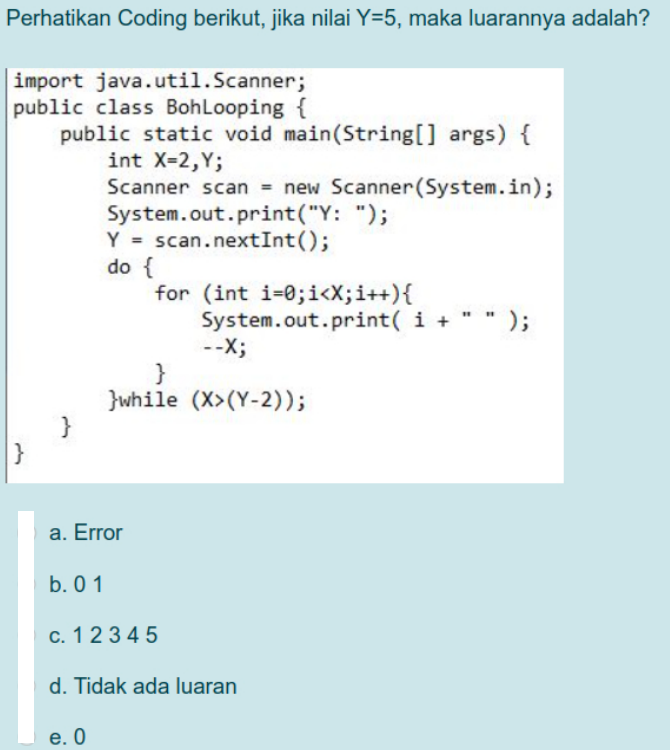 Perhatikan Coding berikut, jika nilai Y=5, maka luarannya adalah?
import java.util.Scanner;
public class BohLooping {
public static void main(String[] args) {
int X=2,Y;
Scanner scan = new Scanner(System.in);
System.out.print("Y: ");
Y = scan.nextInt();
do {
for (int i=0;i<X;i++){
System.out.print( i + " " );
--X;
}
}while (X>(Y-2));
}
}
a. Error
b. 0 1
c. 1 2 3 4 5
d. Tidak ada luaran
e. 0